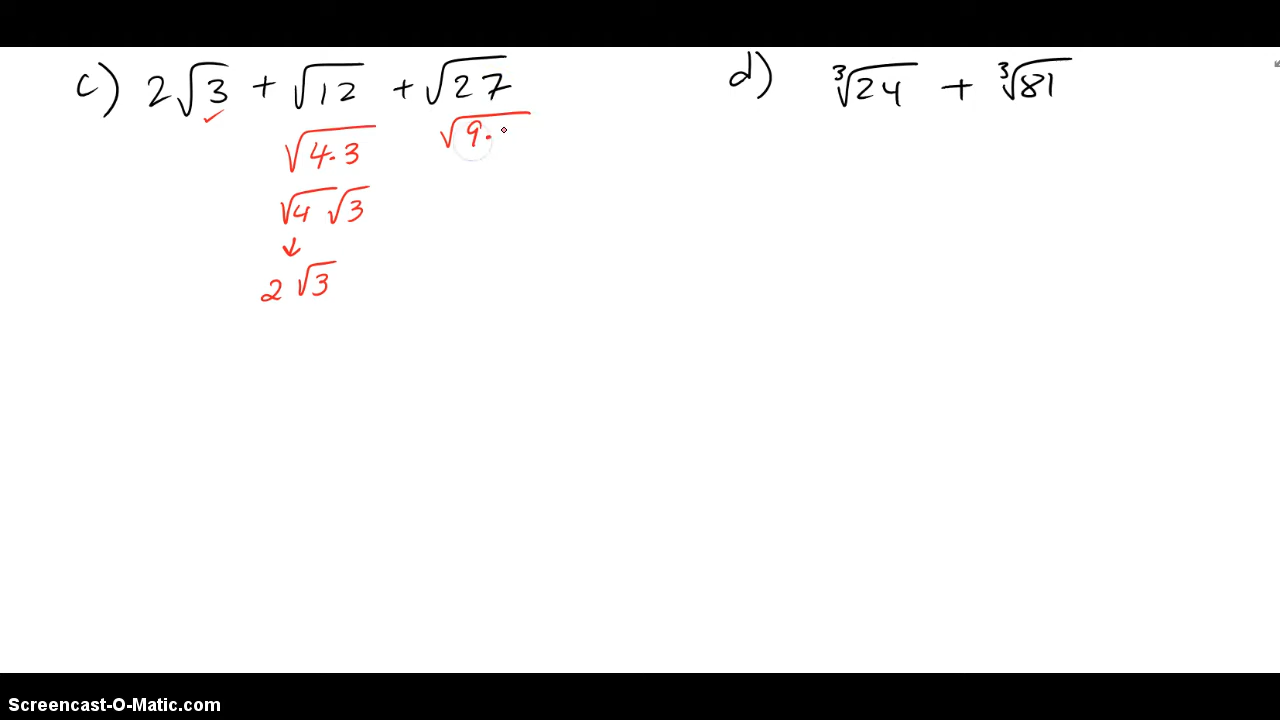 c) 2√3 + √12 + √27
√4·3
√9·
√4 √3
↓
2 √3
d) ∛24 + ∛81
Screencast-O-Matic.com